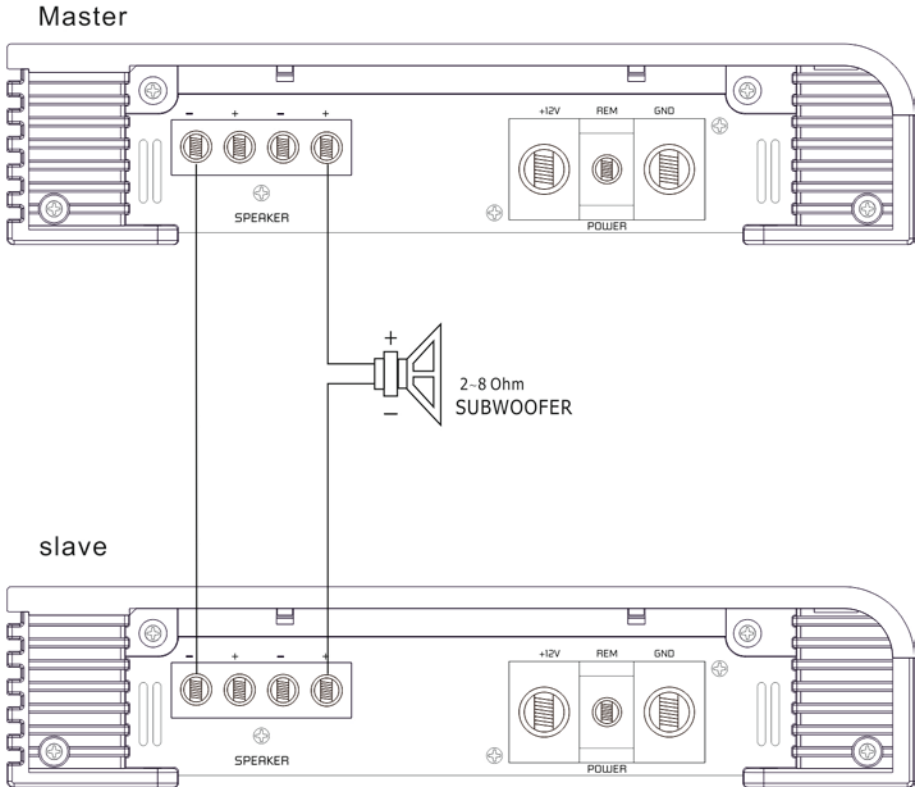 Master
- + - +
+12V REM GND
SPEAKER
POWER
+
2~8 Ohm
SUBWOOFER
-
slave
- + - +
+12V REM GND
SPEAKER
POWER